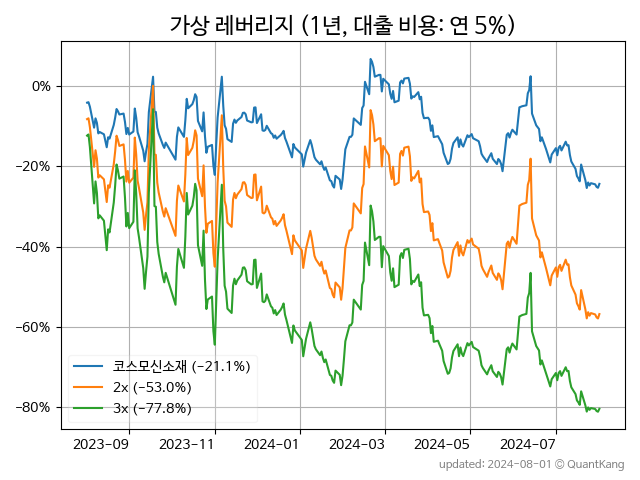 가상 레버리지 (1년, 대출 비용: 연 5%)
0%
−20%
−40%
−60%
−80%
코스모신소재 (−21.1%)
2x (−53.0%)
3x (−77.8%)
2023-09 2023-11 2024-01 2024-03 2024-05 2024-07
updated: 2024-08-01 © QuantKang